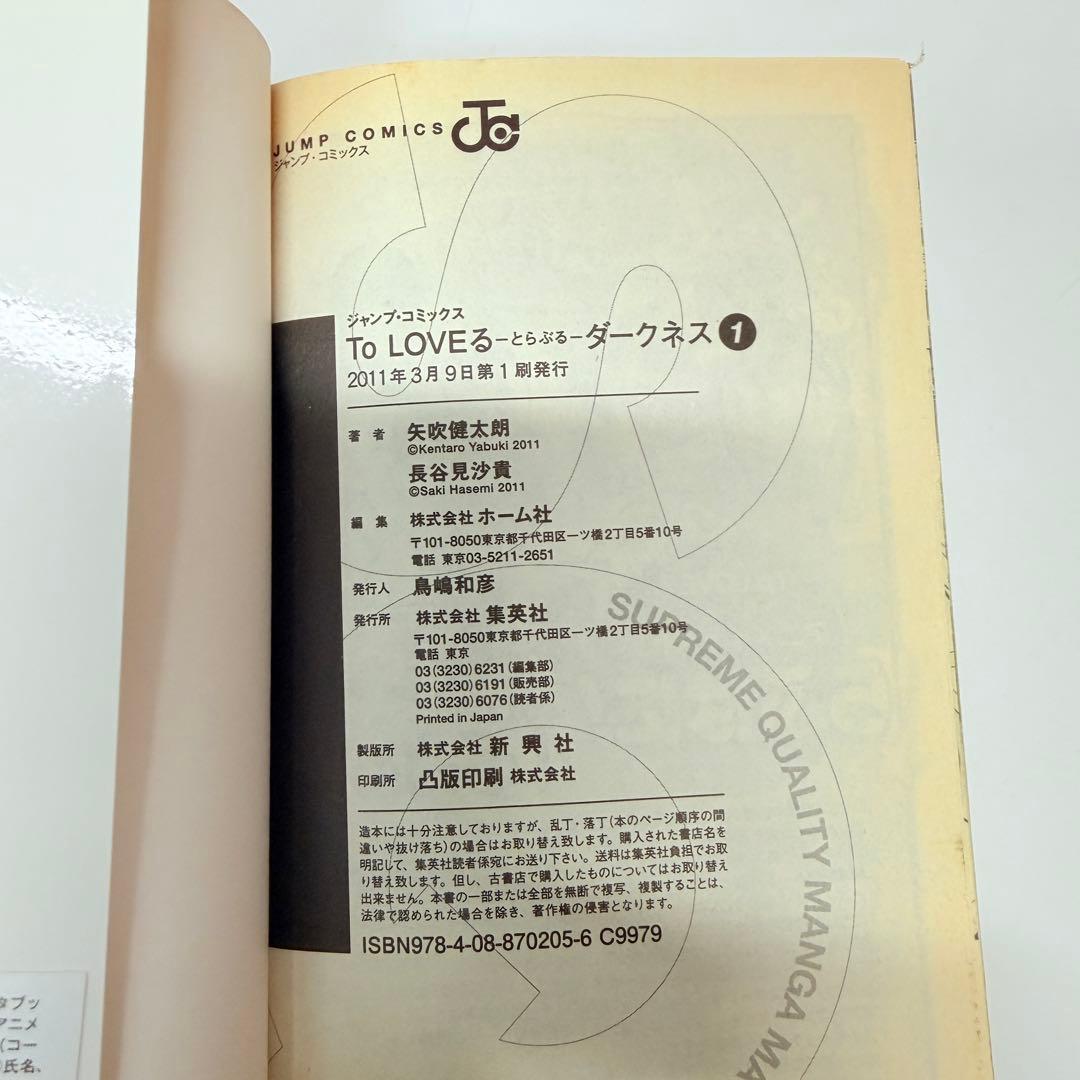 JUMP COMICS
ジャンプ・コミックス
ジャンプ・コミックス
To LOVEる―とらぶる―ダークネス 1
2011年3月9日第1刷発行
著者 矢吹健太朗
©Kentaro Yabuki 2011
長谷見沙貴
©Saki Hasemi 2011
編集 株式会社 ホーム社
〒101-8050東京都千代田区一ツ橋2丁目5番10号
電話 東京03-5211-2651
発行人 鳥嶋和彦
発行所 株式会社 集英社
〒101-8050東京都千代田区一ツ橋2丁目5番10号
電話 東京
03(3230)6231(編集部)
03(3230)6191(販売部)
03(3230)6076(読者係)
Printed in Japan
製版所 株式会社 新興社
印刷所 凸版印刷 株式会社
造本には十分注意しておりますが、乱丁・落丁(本のページ順序の間
違いや抜け落ち)の場合はお取り替え致します。購入された書店名を
明記して、集英社読者係宛にお送り下さい。送料は集英社負担でお取
り替え致します。但し、古書店で購入したものについてはお取り替え
出来ません。本書の一部または全部を無断で複写、複製することは、
法律で認められた場合を除き、著作権の侵害となります。
ISBN978-4-08-870205-6 C9979
SUPREME QUALITY MANGA MA
タブッ
アニメ
(コー
氏名、